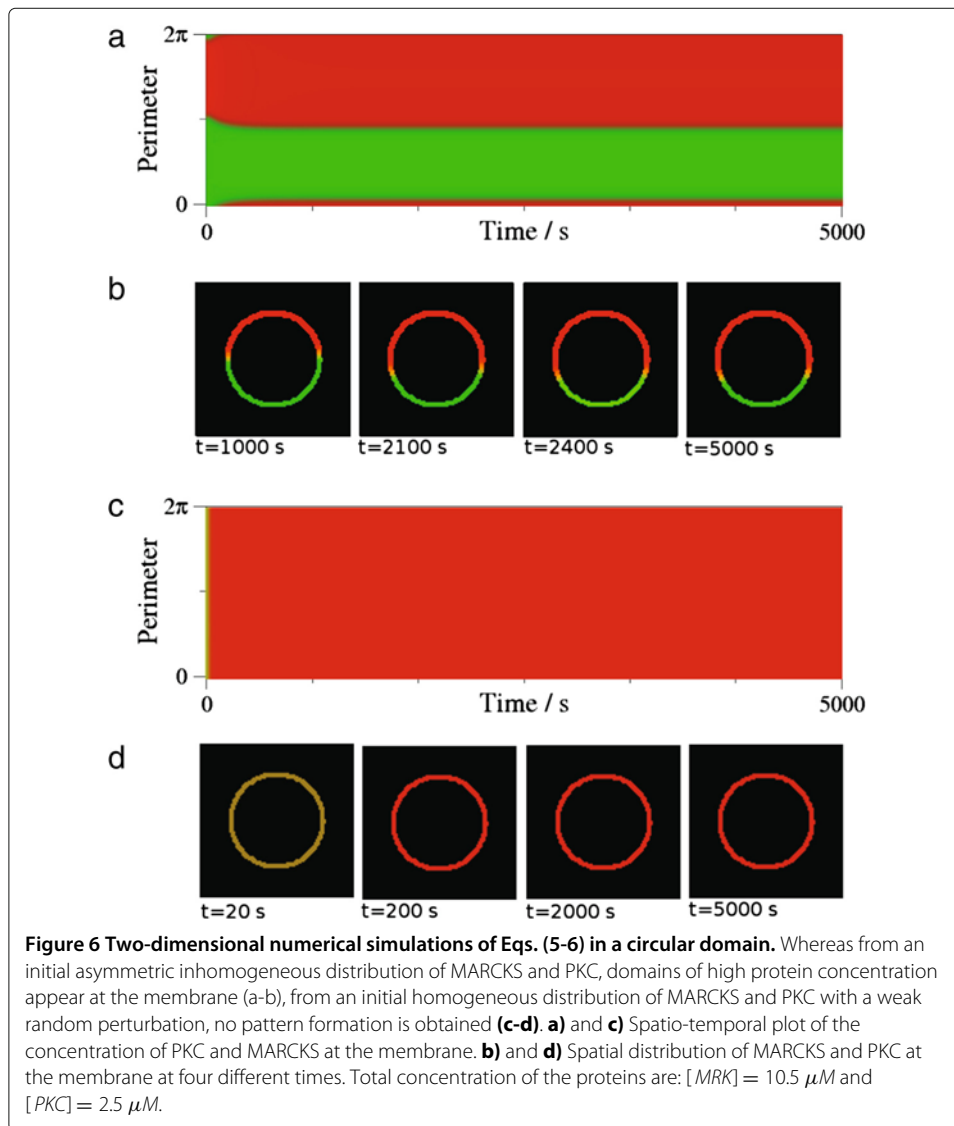 a
2π
Perimeter
0
0
5000
Time / s
b
t=1000 s
t=2100 s
t=2400 s
t=5000 s
c
2π
Perimeter
0
0
5000
Time / s
d
t=20 s
t=200 s
t=2000 s
t=5000 s
Figure 6 Two-dimensional numerical simulations of Eqs. (5-6) in a circular domain. Whereas from an
initial asymmetric inhomogeneous distribution of MARCKS and PKC, domains of high protein concentration
appear at the membrane (a-b), from an initial homogeneous distribution of MARCKS and PKC with a weak
random perturbation, no pattern formation is obtained (c-d). a) and c) Spatio-temporal plot of the
concentration of PKC and MARCKS at the membrane. b) and d) Spatial distribution of MARCKS and PKC at
the membrane at four different times. Total concentration of the proteins are: [MRK] = 10.5 μM and
[PKC] = 2.5 μM.